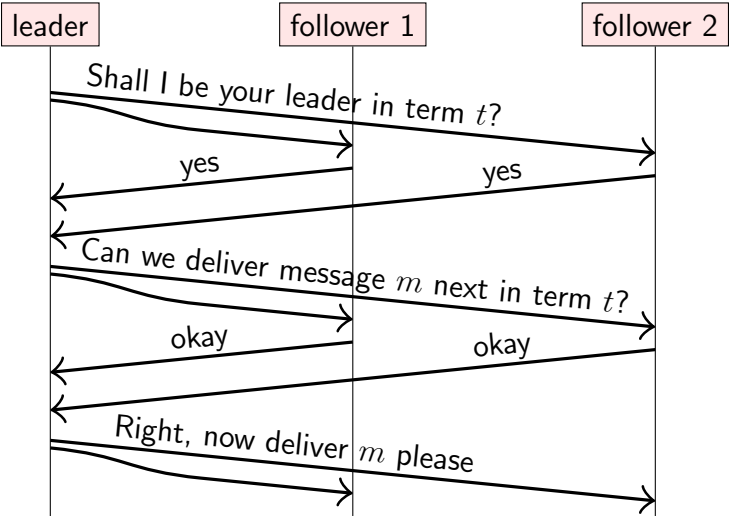 leader
follower 1
follower 2
Shall I be your leader in term t?
yes
yes
Can we deliver message m next in term t?
okay
okay
Right, now deliver m please